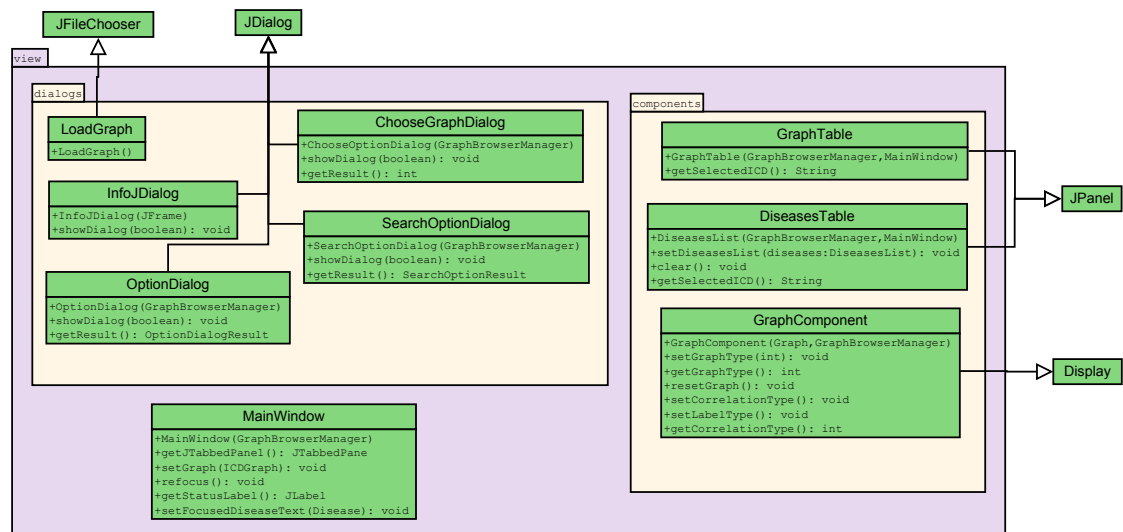 JFileChooser
JDialog
view
dialogs
LoadGraph
+LoadGraph()
ChooseGraphDialog
+ChooseOptionDialog(GraphBrowserManager)
+showDialog(boolean): void
+getResult(): int
InfoJDialog
+InfoJDialog(JFrame)
+showDialog(boolean): void
SearchOptionDialog
+SearchOptionDialog(GraphBrowserManager)
+showDialog(boolean): void
+getResult(): SearchOptionResult
OptionDialog
+OptionDialog(GraphBrowserManager)
+showDialog(boolean): void
+getResult(): OptionDialogResult
components
GraphTable
+GraphTable(GraphBrowserManager,MainWindow)
+getSelectedICD: String
DiseasesTable
+DiseasesList(GraphBrowserManager,MainWindow)
+setDiseasesList(diseases:DiseasesList): void
+clear(): void
+getSelectedICD(): String
GraphComponent
+GraphComponent(Graph,GraphBrowserManager)
+setGraphType(int): void
+getGraphType(): int
+resetGraph(): void
+setCorrelationType(): void
+setLabelType(): void
+getCorrelationType(): int
JPanel
Display
MainWindow
+MainWindow(GraphBrowserManager)
+getJTabbedPanel(): JTabbedPane
+setGraph(ICDGraph): void
+refocus(): void
+getStatusLabel(): JLabel
+setFocusedDiseaseText(Disease): void